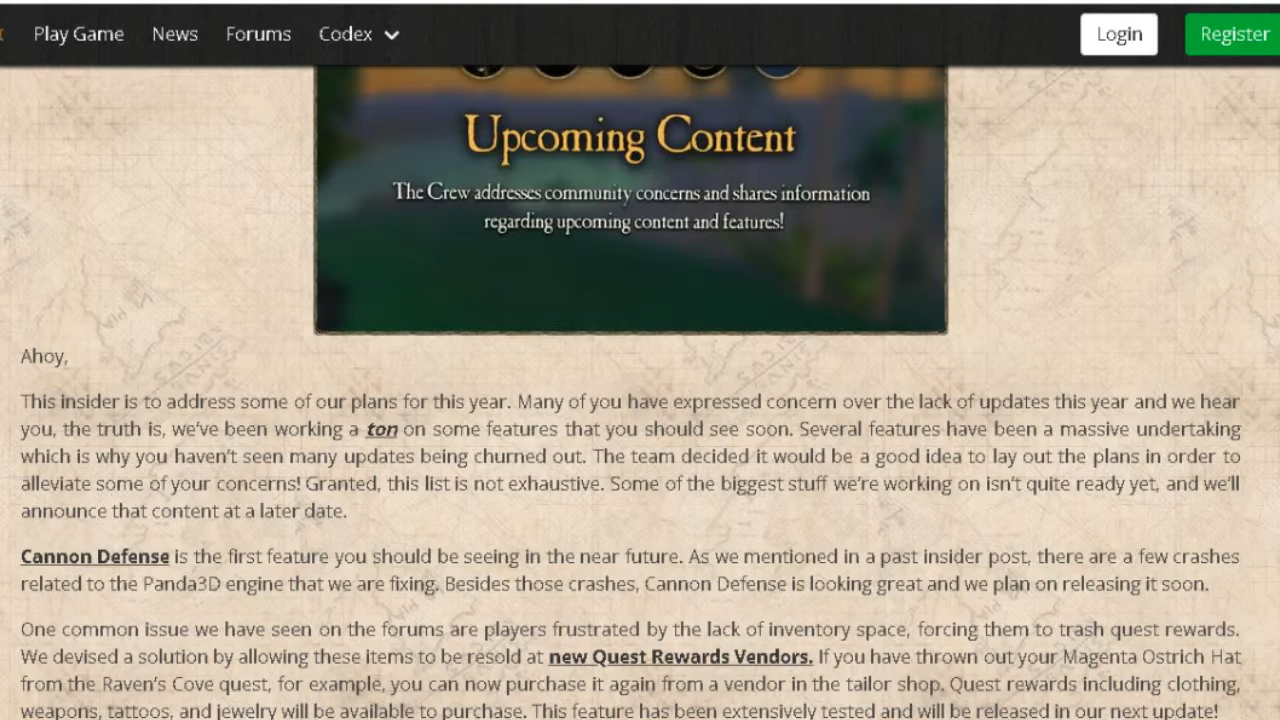 Play Game News Forums Codex Login Register
Upcoming Content
The Crew addresses community concerns and shares information
regarding upcoming content and features!
Ahoy,
This insider is to address some of our plans for this year. Many of you have expressed concern over the lack of updates this year and we hear
you, the truth is, we've been working a ton on some features that you should see soon. Several features have been a massive undertaking
which is why you haven't seen many updates being churned out. The team decided it would be a good idea to lay out the plans in order to
alleviate some of your concerns! Granted, this list is not exhaustive. Some of the biggest stuff we're working on isn't quite ready yet, and we'll
announce that content at a later date.
Cannon Defense is the first feature you should be seeing in the near future. As we mentioned in a past insider post, there are a few crashes
related to the Panda3D engine that we are fixing. Besides those crashes, Cannon Defense is looking great and we plan on releasing it soon.
One common issue we have seen on the forums are players frustrated by the lack of inventory space, forcing them to trash quest rewards.
We devised a solution by allowing these items to be resold at new Quest Rewards Vendors. If you have thrown out your Magenta Ostrich Hat
from the Raven's Cove quest, for example, you can now purchase it again from a vendor in the tailor shop. Quest rewards including clothing,
weapons, tattoos, and jewelry will be available to purchase. This feature has been extensively tested and will be released in our next update!